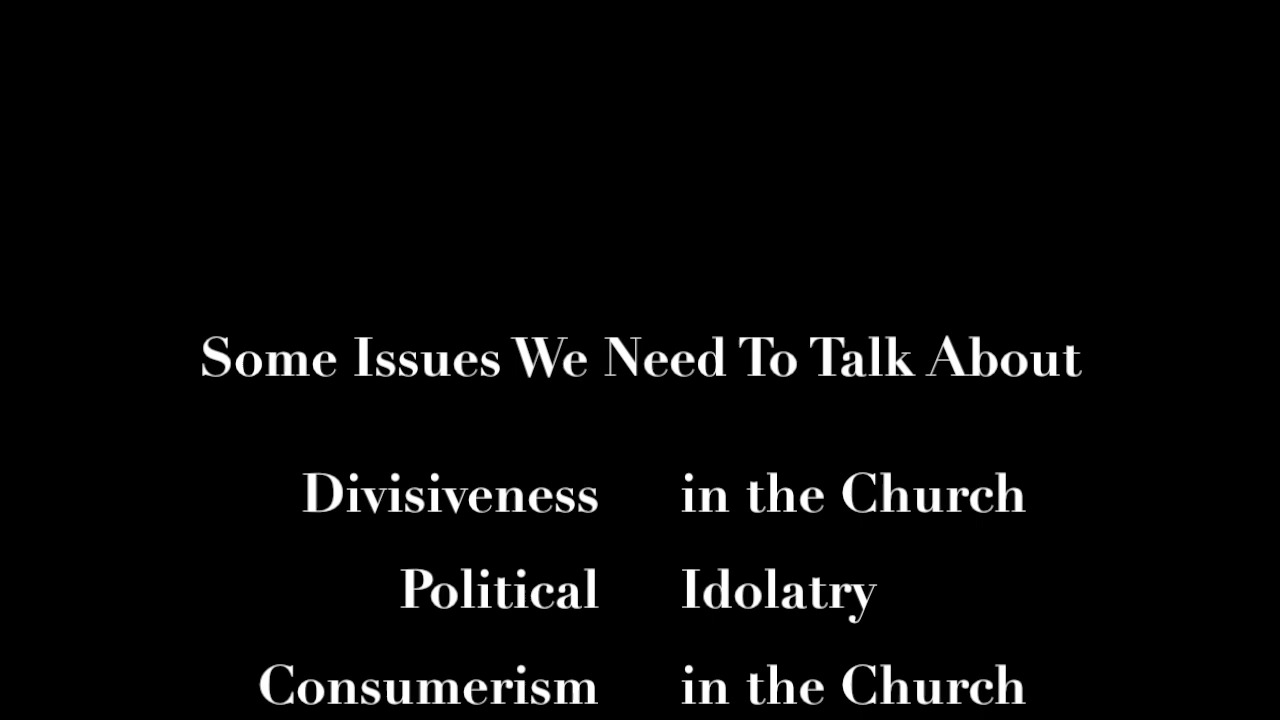 Some Issues We Need To Talk About
Divisiveness in the Church
Political Idolatry
Consumerism in the Church